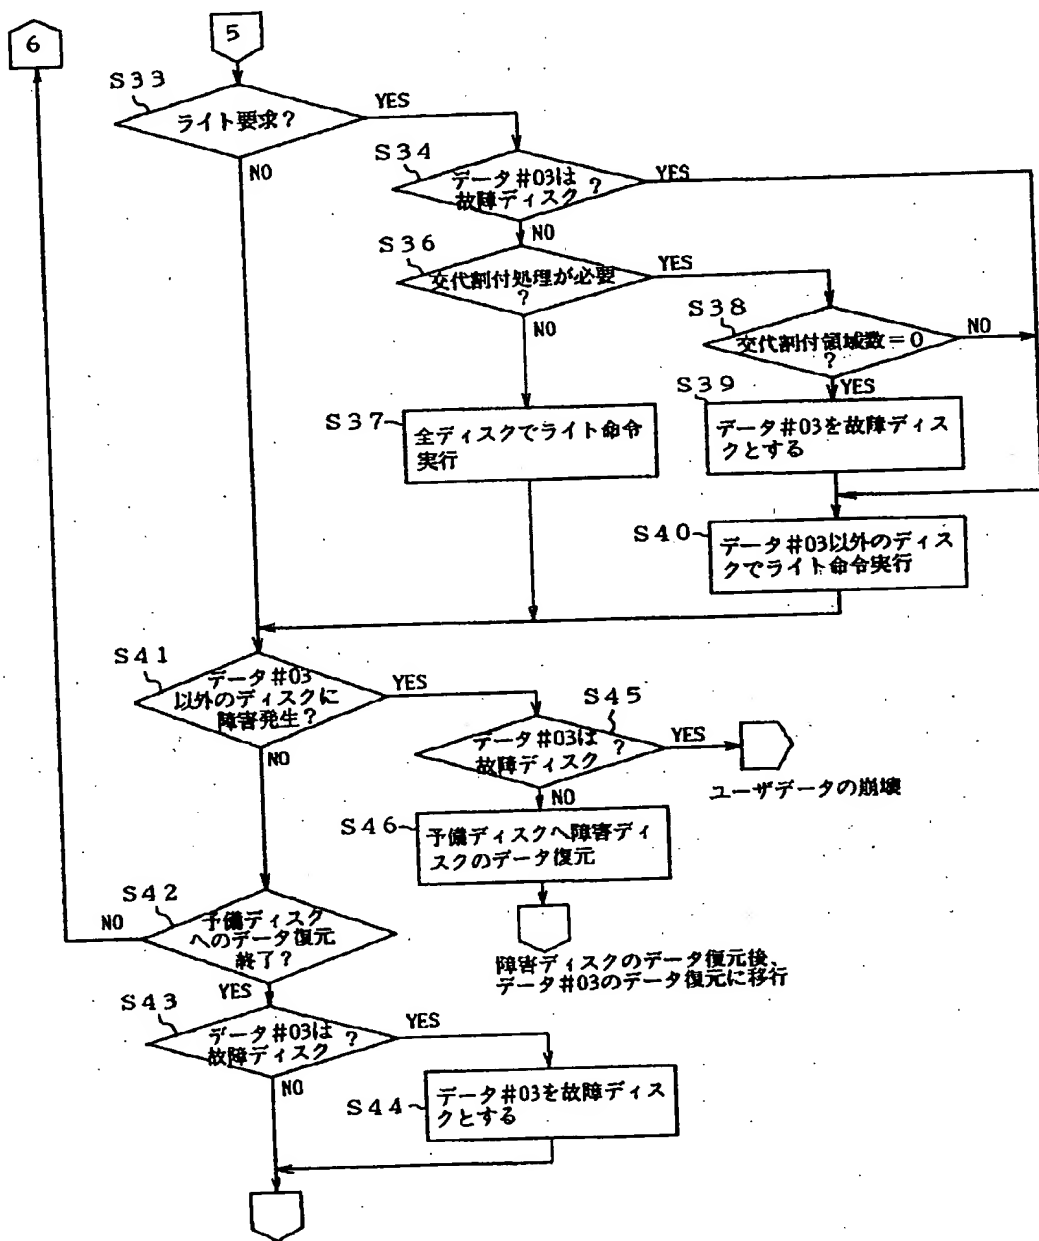 6
5
S33
ライト要求?
YES
NO
S34
データ#03は
故障ディスク
?
YES
NO
S36
交代割付処理が必要
?
YES
NO
S38
交代割付領域数=0
?
NO
YES
S37
全ディスクでライト命令
実行
S39
データ#03を故障ディス
クとする
S40
データ#03以外のディス
クでライト命令実行
S41
データ#03
以外のディスクに
障害発生?
YES
NO
S45
データ#03は
故障ディスク
?
YES
NO
ユーザデータの崩壊
S46
予備ディスクへ障害ディ
スクのデータ復元
障害ディスクのデータ復元後、
データ#03のデータ復元に移行
S42
予備ディスク
へのデータ復元
終了?
NO
YES
S43
データ#03は
故障ディスク
?
YES
NO
S44
データ#03を故障ディス
クとする